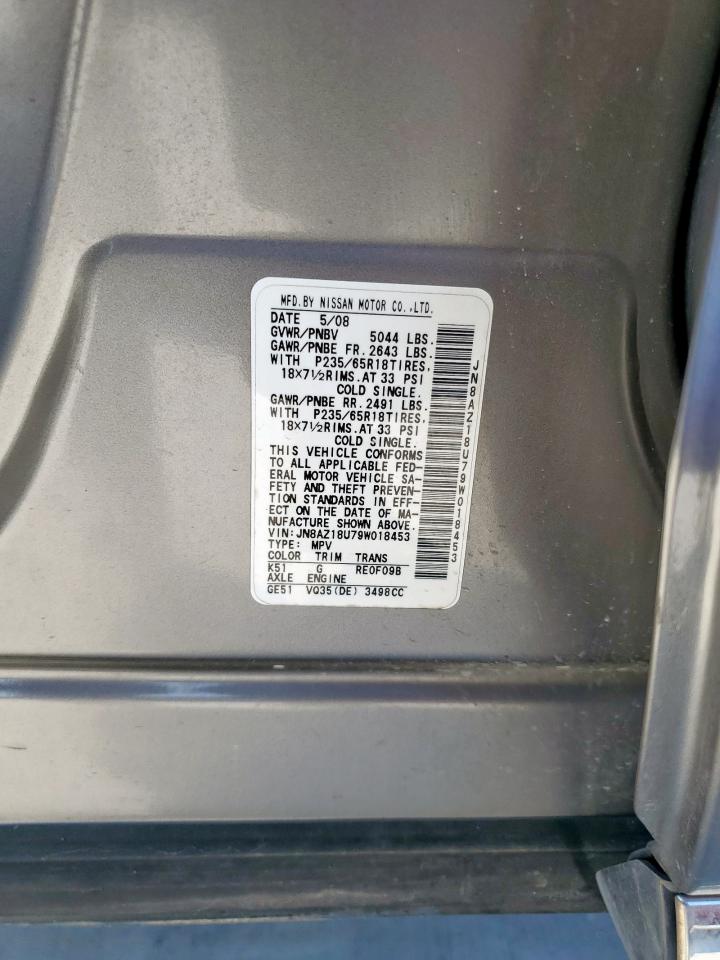 MFD.BY NISSAN MOTOR CO.,LTD.
DATE 5/08
GVWR/PNBV 5044 LBS.
GAWR/PNBE FR.2643 LBS.
WITH P235/65R18TIRES,
18×7½RIMS.AT 33 PSI
COLD SINGLE.
GAWR/PNBE RR.2491 LBS.
WITH P235/65R18TIRES,
18×7½RIMS.AT 33 PSI
COLD SINGLE.
THIS VEHICLE CONFORMS
TO ALL APPLICABLE FED-
ERAL MOTOR VEHICLE SA-
FETY AND THEFT PREVEN-
TION STANDARDS IN EFF-
ECT ON THE DATE OF MA-
NUFACTURE SHOWN ABOVE.
VIN:JN8AZ18U79W018453
TYPE: MPV
COLOR TRIM TRANS
K51 G RE0F09B
AXLE ENGINE
GE51 VQ35(DE) 3498CC
JN8AZ18U79W018453